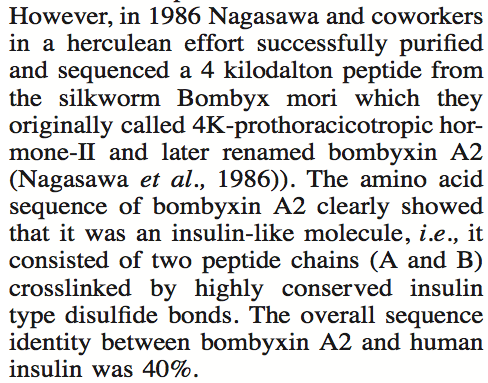 However, in 1986 Nagasawa and coworkers
in a herculean effort successfully purified
and sequenced a 4 kilodalton peptide from
the silkworm Bombyx mori which they
originally called 4K-prothoracicotropic hor-
mone-II and later renamed bombyxin A2
(Nagasawa et al., 1986)). The amino acid
sequence of bombyxin A2 clearly showed
that it was an insulin-like molecule, i.e., it
consisted of two peptide chains (A and B)
crosslinked by highly conserved insulin
type disulfide bonds. The overall sequence
identity between bombyxin A2 and human
insulin was 40%.